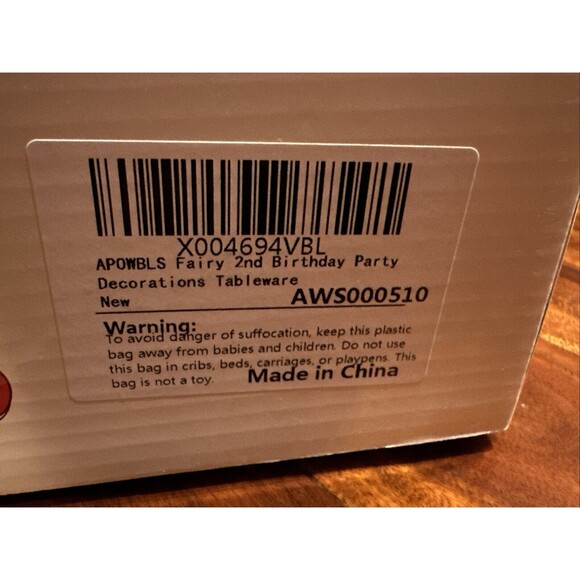 X004694VBL
APOWBLS Fairy 2nd Birthday Party
Decorations Tableware
New AWS000510
Warning:
To avoid danger of suffocation, keep this plastic
bag away from babies and children. Do not use
this bag in cribs, beds, carriages, or playpens. This
bag is not a toy. Made in China